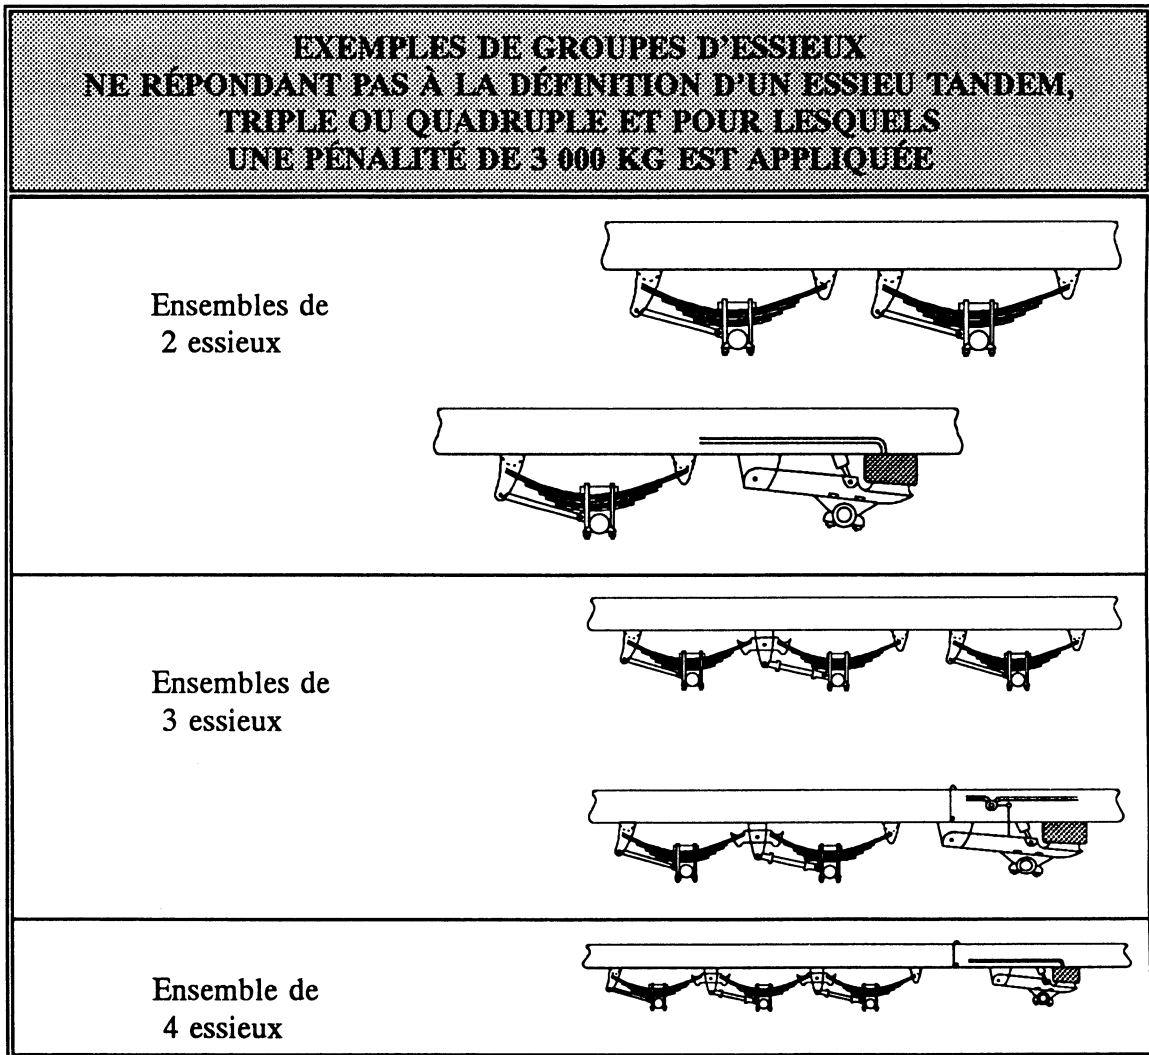 EXEMPLES DE GROUPES D'ESSIEUX
NE RÉPONDANT PAS À LA DÉFINITION D'UN ESSIEU TANDEM,
TRIPLE OU QUADRUPLE ET POUR LESQUELS
UNE PÉNALITÉ DE 3 000 KG EST APPLIQUÉE
Ensembles de
2 essieux
Ensembles de
3 essieux
Ensemble de
4 essieux